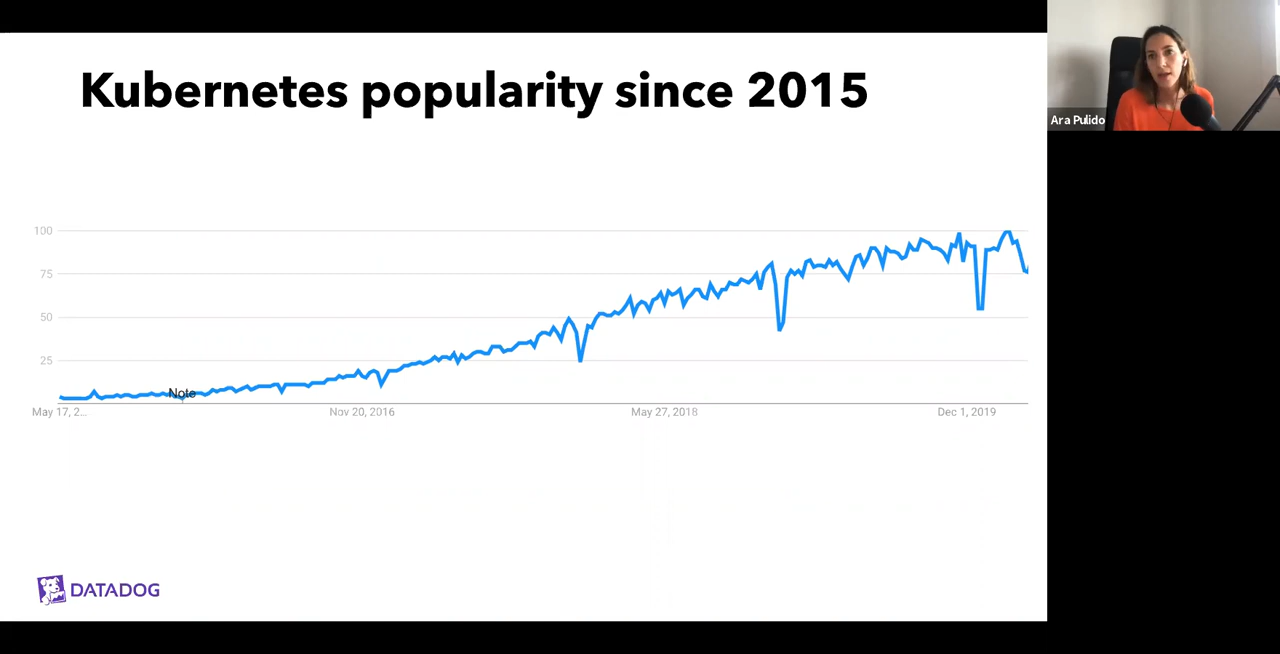 Kubernetes popularity since 2015
Ara Pulido
100
75
50
25
Note
May 17, 2...
Nov 20, 2016
May 27, 2018
Dec 1, 2019
DATADOG